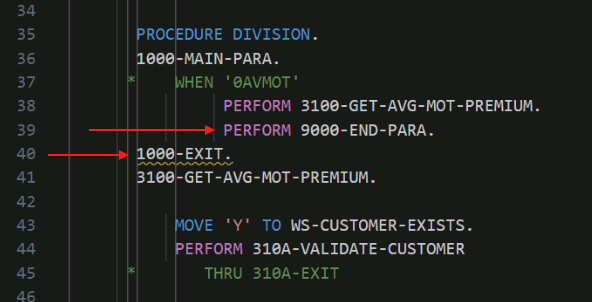 34
35 PROCEDURE DIVISION.
36 1000-MAIN-PARA.
37 * WHEN '0AVMOT'
38 PERFORM 3100-GET-AVG-MOT-PREMIUM.
39 PERFORM 9000-END-PARA.
40 1000-EXIT.
41 3100-GET-AVG-MOT-PREMIUM.
42
43 MOVE 'Y' TO WS-CUSTOMER-EXISTS.
44 PERFORM 310A-VALIDATE-CUSTOMER
45 * THRU 310A-EXIT
46